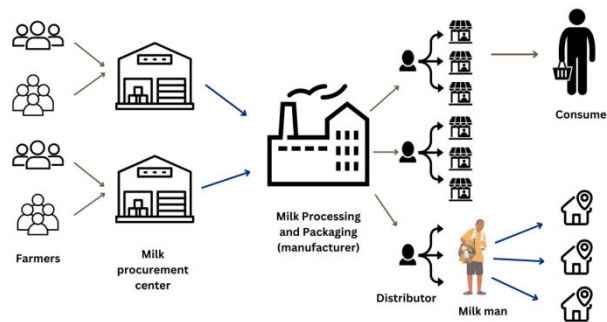 Farmers
Milk
procurement
center
Milk Processing
and Packaging
(manufacturer)
Consume
Distributor
Milk man